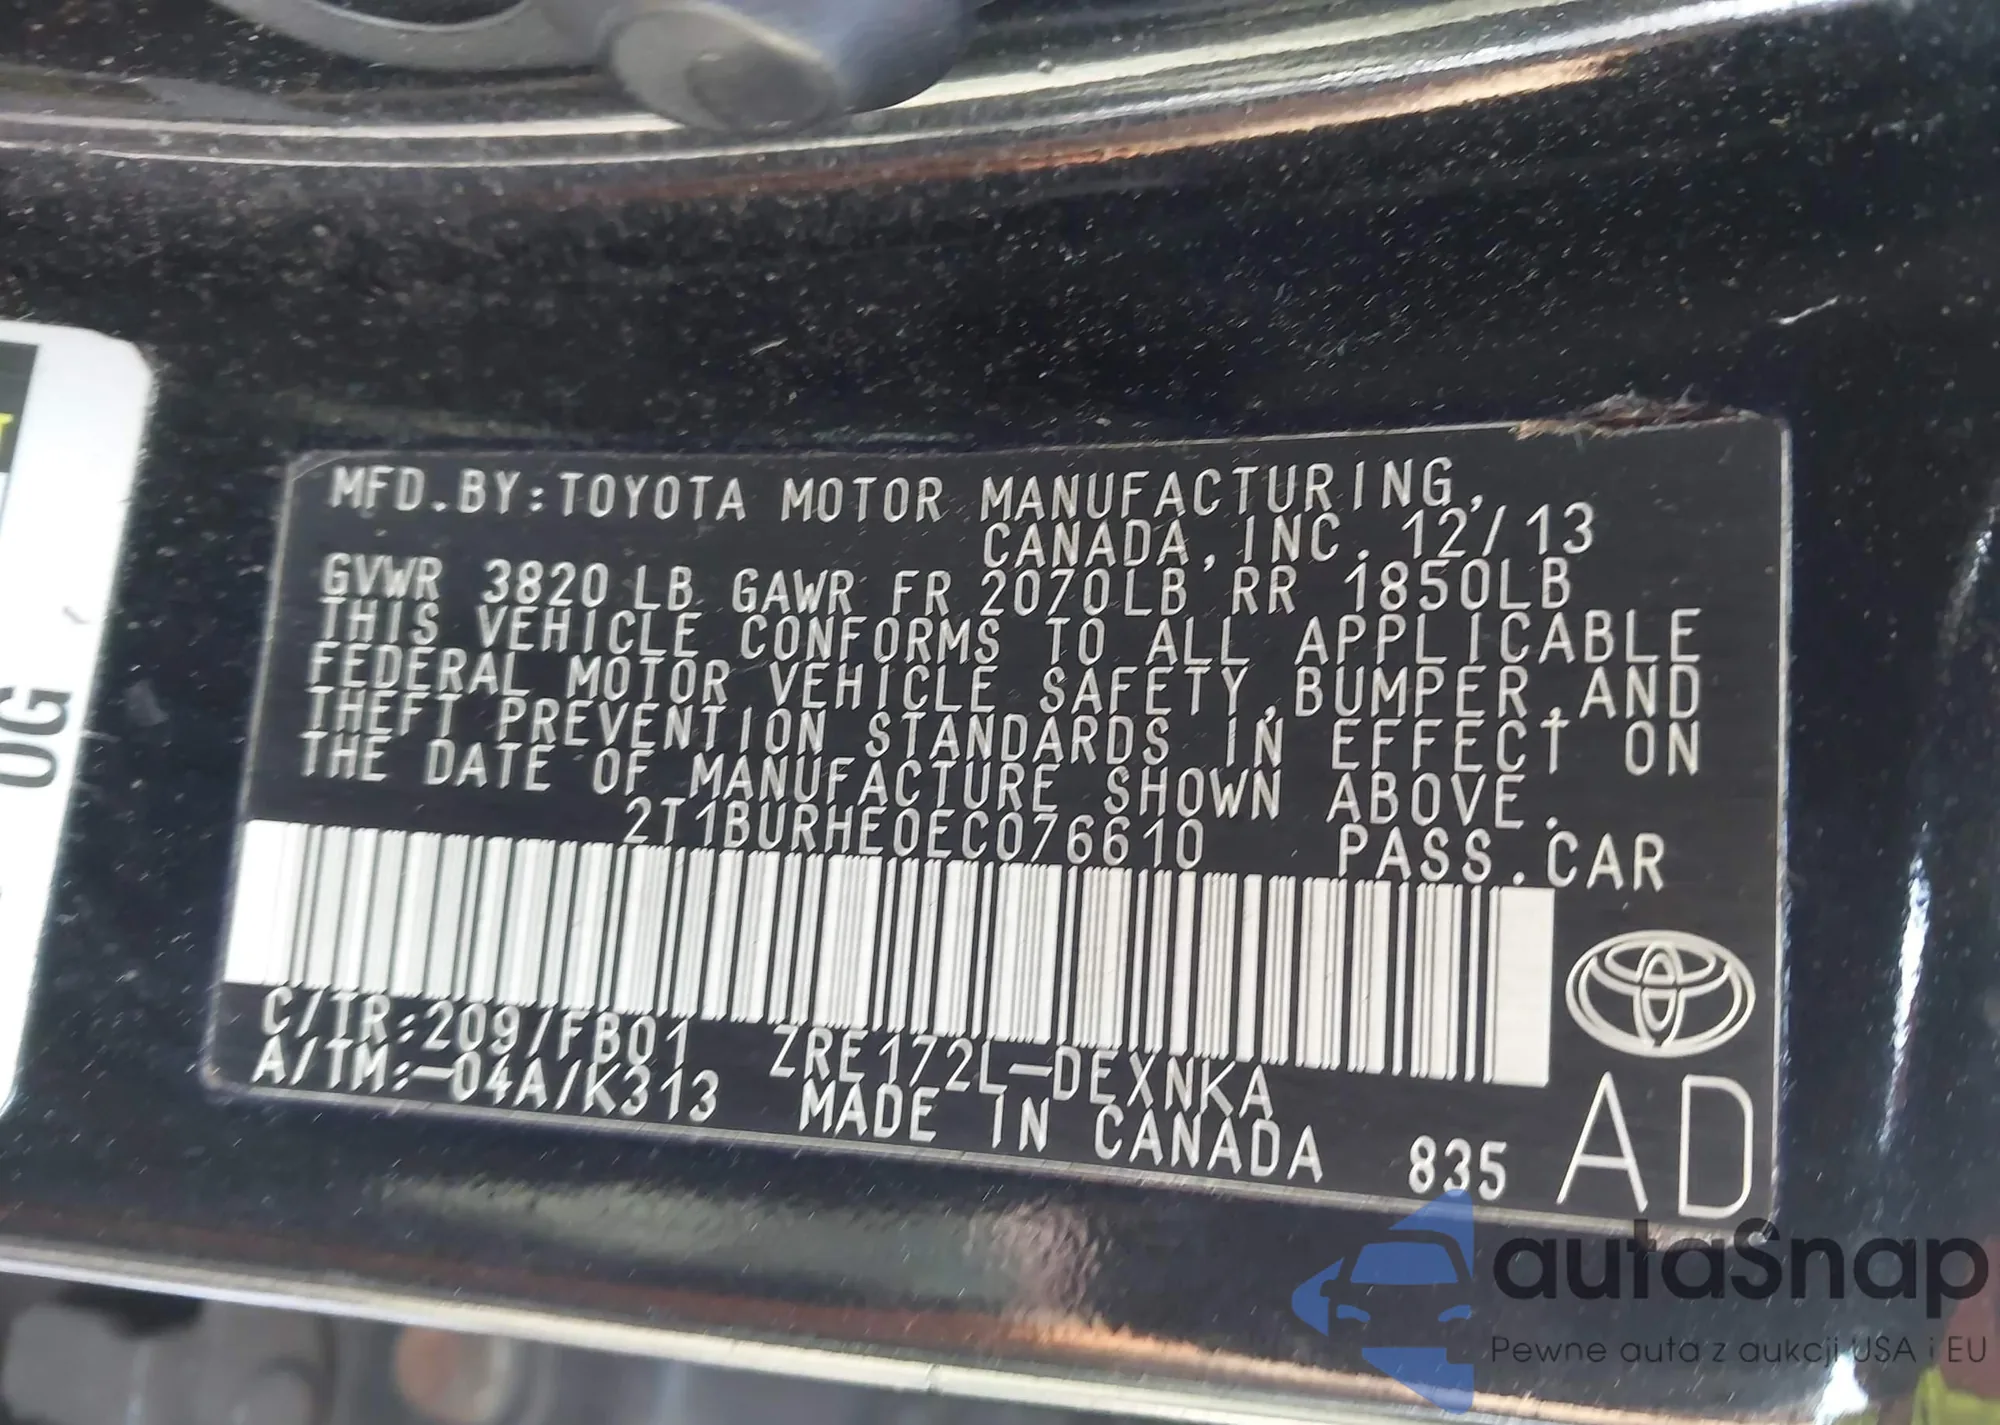 MFD.BY:TOYOTA MOTOR MANUFACTURING,
CANADA,INC. 12/13
GVWR 3820 LB GAWR FR 2070LB RR 1850LB
THIS VEHICLE CONFORMS TO ALL APPLICABLE
FEDERAL MOTOR VEHICLE SAFETY,BUMPER,AND
THEFT PREVENTION STANDARDS IN EFFECT ON
THE DATE OF MANUFACTURE SHOWN ABOVE.
2T1BURHE0EC076610 PASS.CAR
C/TR:209/FB01 ZRE172L-DEXNKA
A/TM:-04A/K313 MADE IN CANADA 835 AD
OG
autaSnap
Pewne auta z aukcji USA i EU